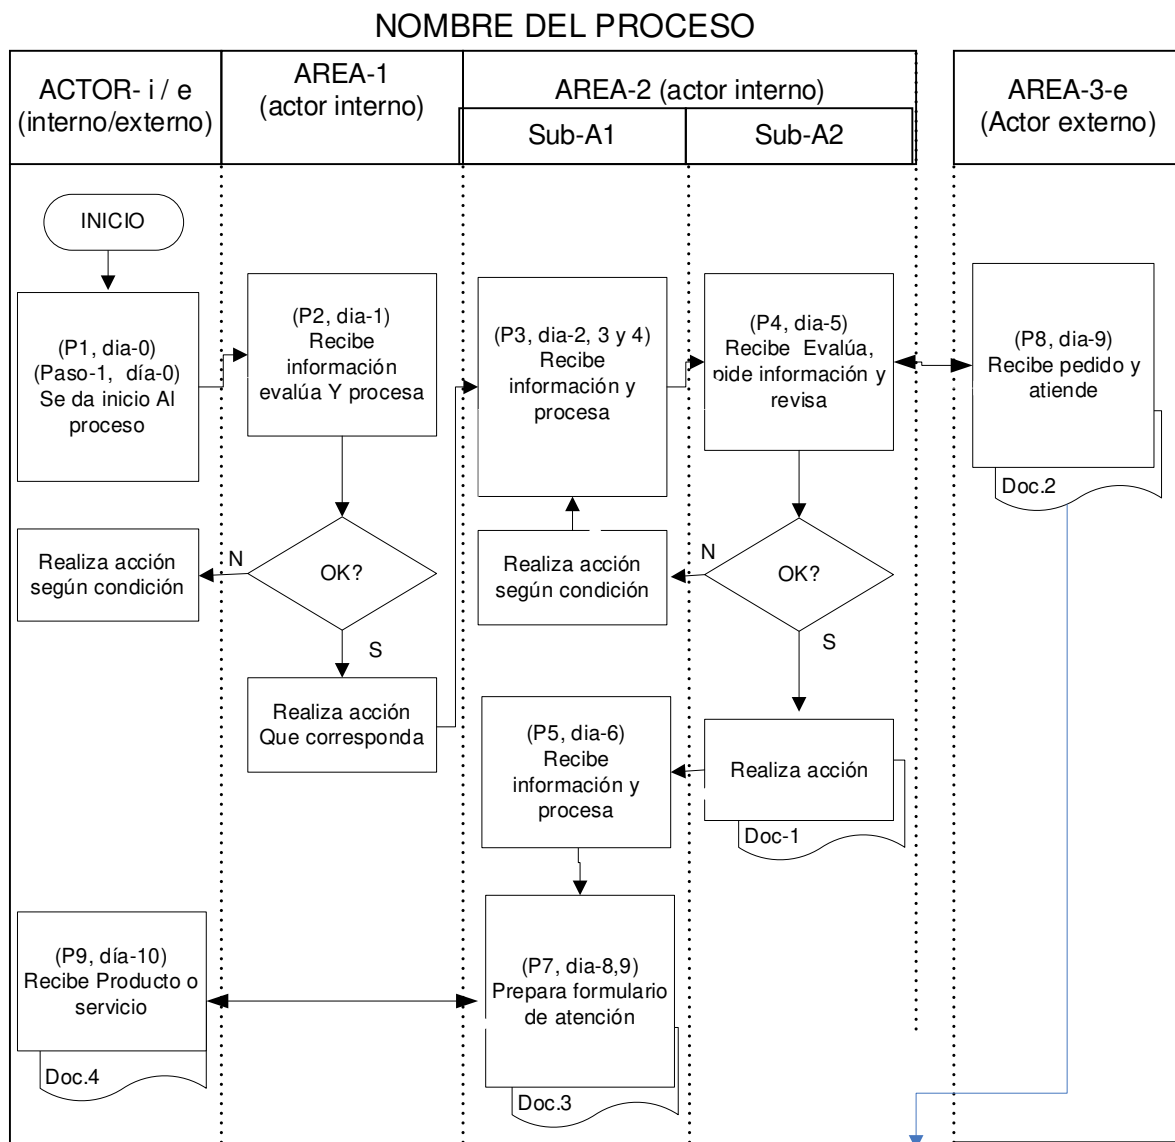 NOMBRE DEL PROCESO
ACTOR- i / e
(interno/externo)
AREA-1
(actor interno)
AREA-2 (actor interno)
Sub-A1
Sub-A2
AREA-3-e
(Actor externo)
INICIO
(P1, dia-0)
(Paso-1, día-0)
Se da inicio Al
proceso
(P2, dia-1)
Recibe
información
evalúa Y procesa
(P3, dia-2, 3 y 4)
Recibe
información y
procesa
(P4, dia-5)
Recibe Evalúa,
pide información y
revisa
(P8, dia-9)
Recibe pedido y
atiende
Doc.2
Realiza acción
según condición
N
OK?
S
Realiza acción
Que corresponda
Realiza acción
según condición
N
OK?
S
(P5, dia-6)
Recibe
información y
procesa
Realiza acción
Doc-1
(P9, día-10)
Recibe Producto o
servicio
Doc.4
(P7, dia-8,9)
Prepara formulario
de atención
Doc.3